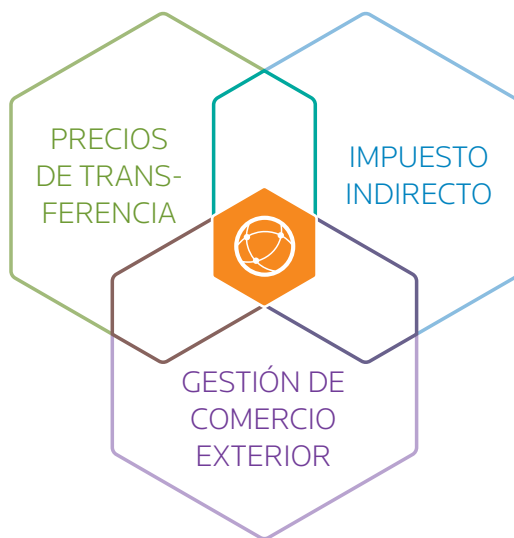 PRECIOS
DE TRANS-
FERENCIA
IMPUESTO
INDIRECTO
GESTIÓN DE
COMERCIO
EXTERIOR